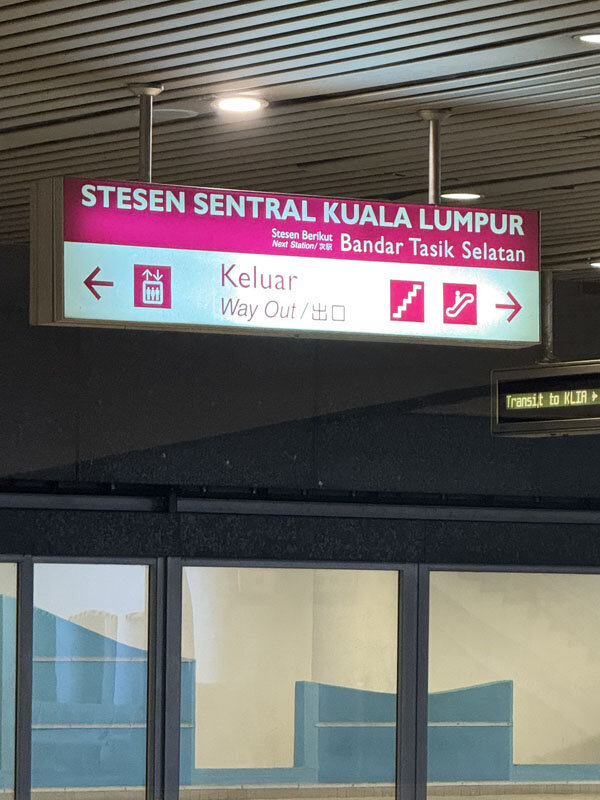 STESEN SENTRAL KUALA LUMPUR
Stesen Berikut
Next Station/次駅
Bandar Tasik Selatan
Keluar
Way Out/出口
Transit to KLIA